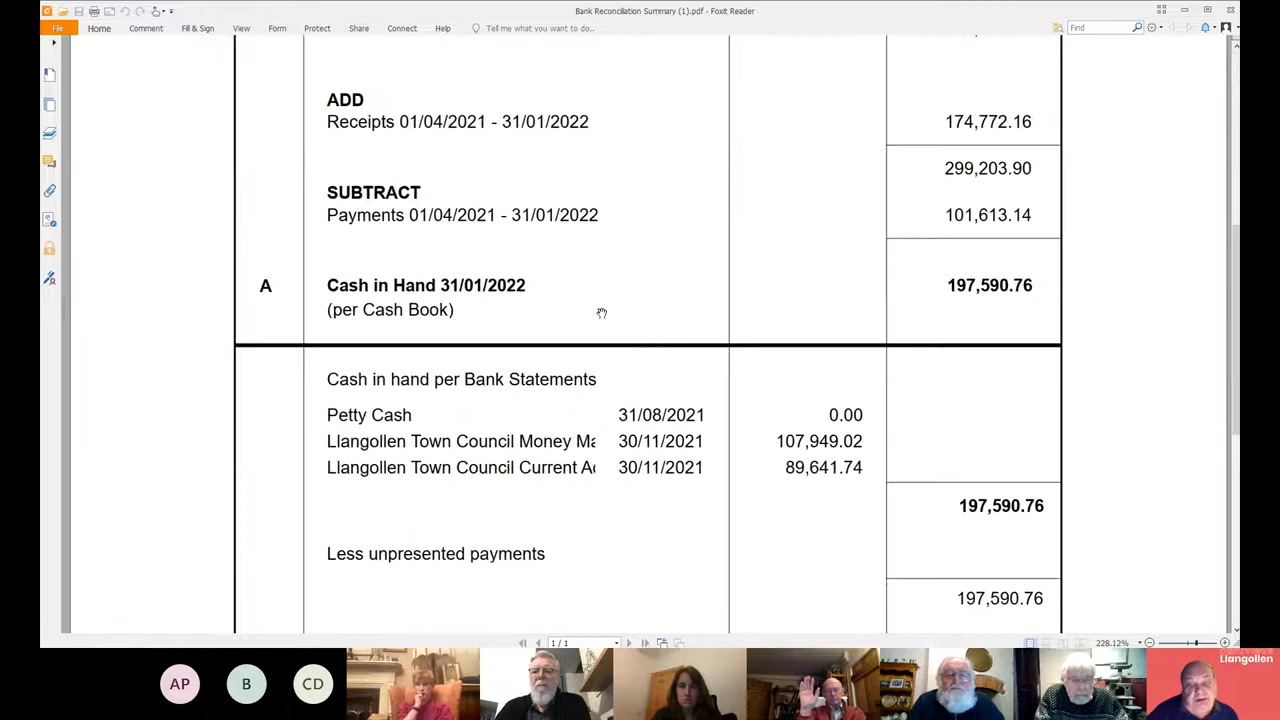 Bank Reconciliation Summary (1).pdf - Foxit Reader
File Home Comment Fill & Sign View Form Protect Share Connect Help Tell me what you want to do.. Find
ADD
Receipts 01/04/2021 - 31/01/2022 174,772.16
299,203.90
SUBTRACT
Payments 01/04/2021 - 31/01/2022 101,613.14
A Cash in Hand 31/01/2022 197,590.76
(per Cash Book)
Cash in hand per Bank Statements
Petty Cash 31/08/2021 0.00
Llangollen Town Council Money Ma 30/11/2021 107,949.02
Llangollen Town Council Current Ac 30/11/2021 89,641.74
197,590.76
Less unpresented payments
197,590.76
1 / 1 228.12%
AP B CD
Llangollen